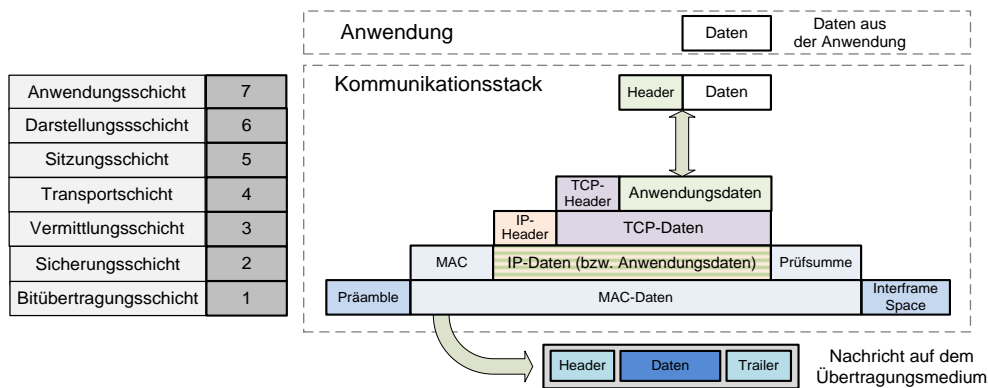 Anwendung
Daten
Daten aus
der Anwendung
Kommunikationsstack
Header
Daten
Anwendungsschicht 7
Darstellungssschicht 6
Sitzungsschicht 5
Transportschicht 4
TCP-
Header
Anwendungsdaten
Vermittlungsschicht 3
IP-
Header
TCP-Daten
Sicherungsschicht 2
MAC
IP-Daten (bzw. Anwendungsdaten)
Prüfsumme
Bitübertragungsschicht 1
Präamble
MAC-Daten
Interframe
Space
Header
Daten
Trailer
Nachricht auf dem
Übertragungsmedium